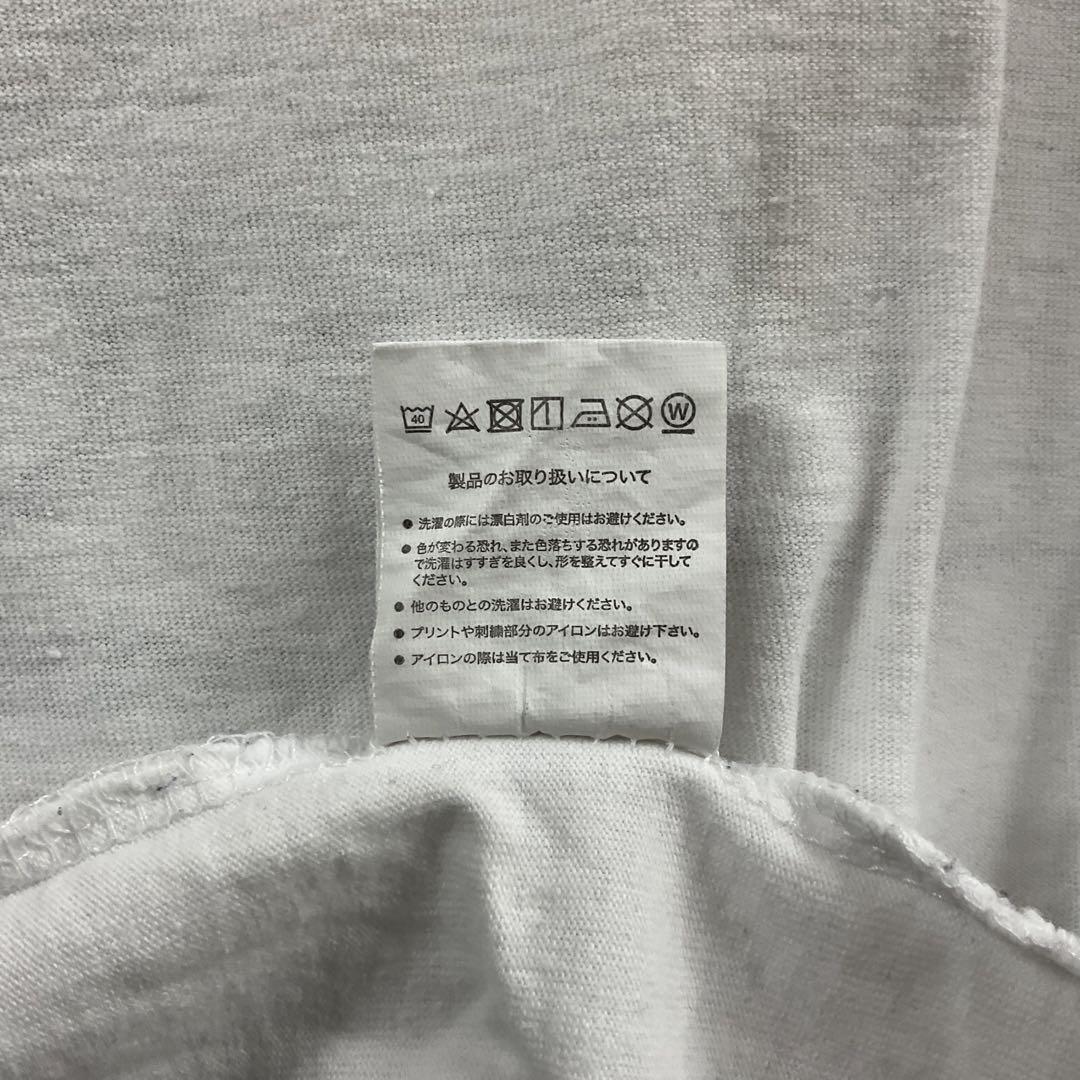 40 W
製品のお取り扱いについて
● 洗濯の際には漂白剤のご使用はお避けください。
● 色が変わる恐れ、また色落ちする恐れがありますの
で洗濯はすすぎを良くし、形を整えてすぐに干して
ください。
● 他のものとの洗濯はお避けください。
● プリントや刺繍部分のアイロンはお避け下さい。
● アイロンの際は当て布をご使用ください。